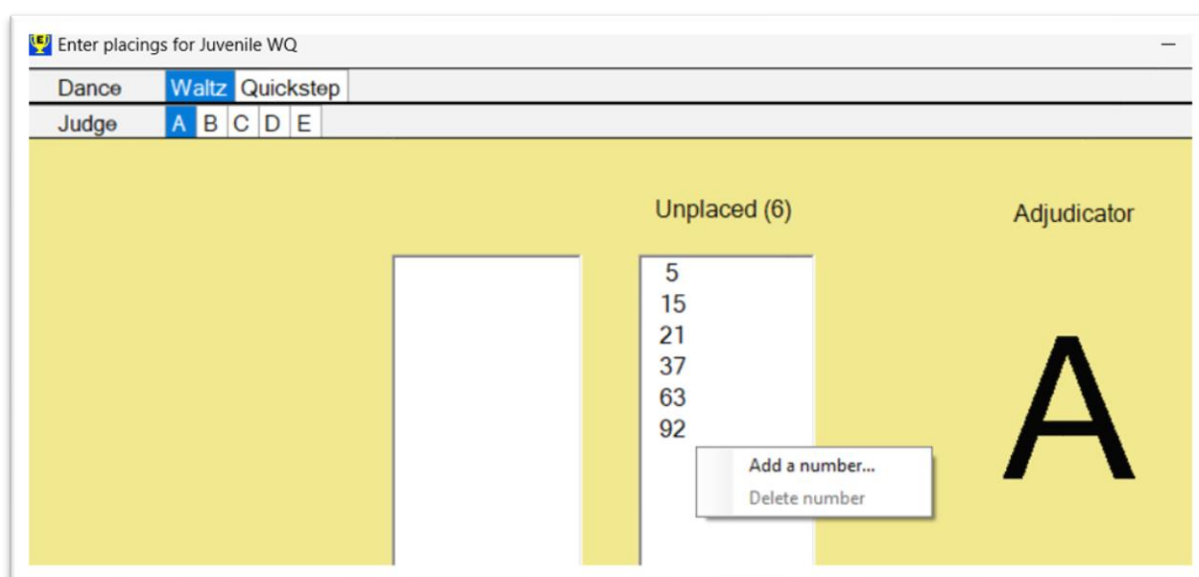 Enter placings for Juvenile WQ
Dance Waltz Quickstep
Judge A B C D E
Unplaced (6) Adjudicator
5
15
21
37
63
92
A
Add a number...
Delete number